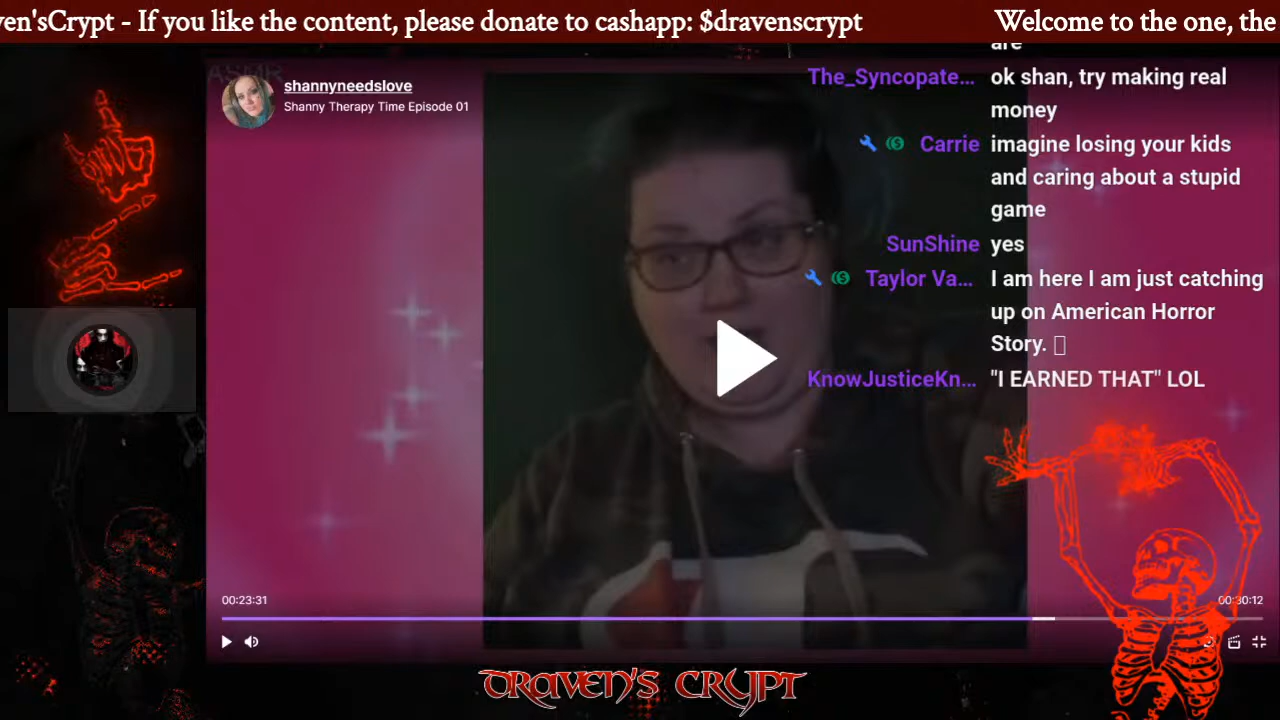 ven'sCrypt - If you like the content, please donate to cashapp: $dravenscrypt Welcome to the one, the
ASMR
shannyneedslove
Shanny Therapy Time Episode 01
are
The_Syncopate… ok shan, try making real
money
Carrie imagine losing your kids
and caring about a stupid
game
SunShine yes
Taylor Va… I am here I am just catching
up on American Horror
Story.
KnowJusticeKn… "I EARNED THAT" LOL
00:23:31
00:30:12
DRAVEN'S CRYPT